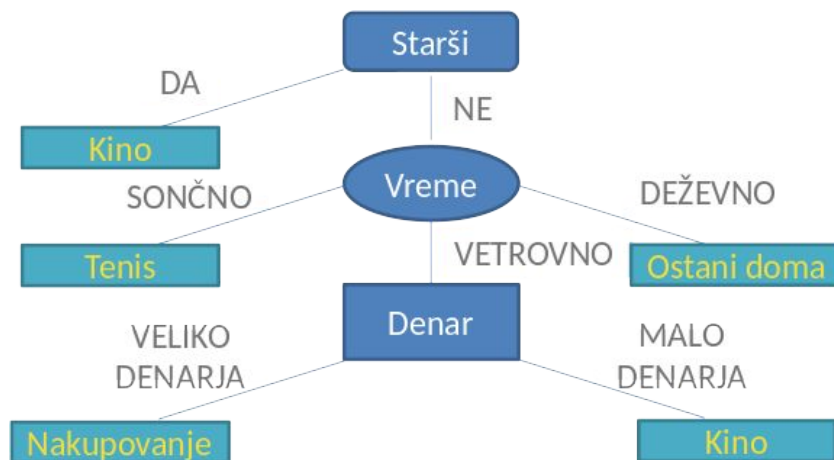 Starši
DA
NE
Kino
Vreme
SONČNO
DEŽEVNO
Tenis
VETROVNO
Ostani doma
Denar
VELIKO
DENARJA
MALO
DENARJA
Nakupovanje
Kino